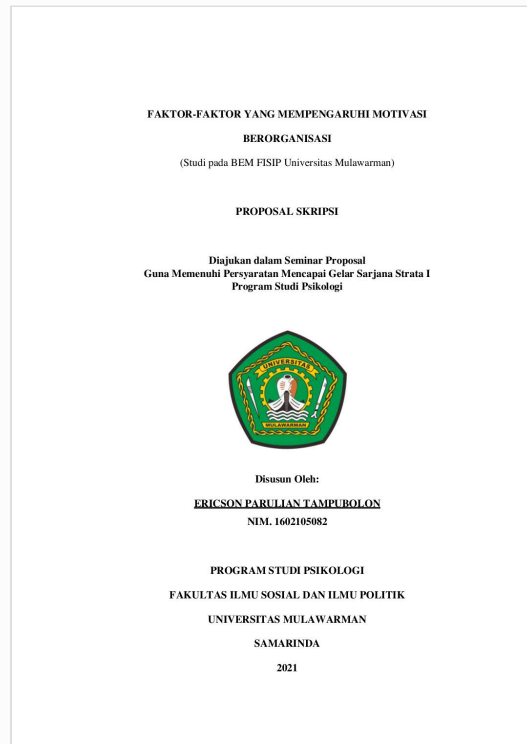 FAKTOR-FAKTOR YANG MEMPENGARUHI MOTIVASI
BERORGANISASI
(Studi pada BEM FISIP Universitas Mulawarman)
PROPOSAL SKRIPSI
Diajukan dalam Seminar Proposal
Guna Memenuhi Persyaratan Mencapai Gelar Sarjana Strata I
Program Studi Psikologi
UNIVERSITAS
MULAWARMAN
Disusun Oleh:
ERICSON PARULIAN TAMPUBOLON
NIM. 1602105082
PROGRAM STUDI PSIKOLOGI
FAKULTAS ILMU SOSIAL DAN ILMU POLITIK
UNIVERSITAS MULAWARMAN
SAMARINDA
2021